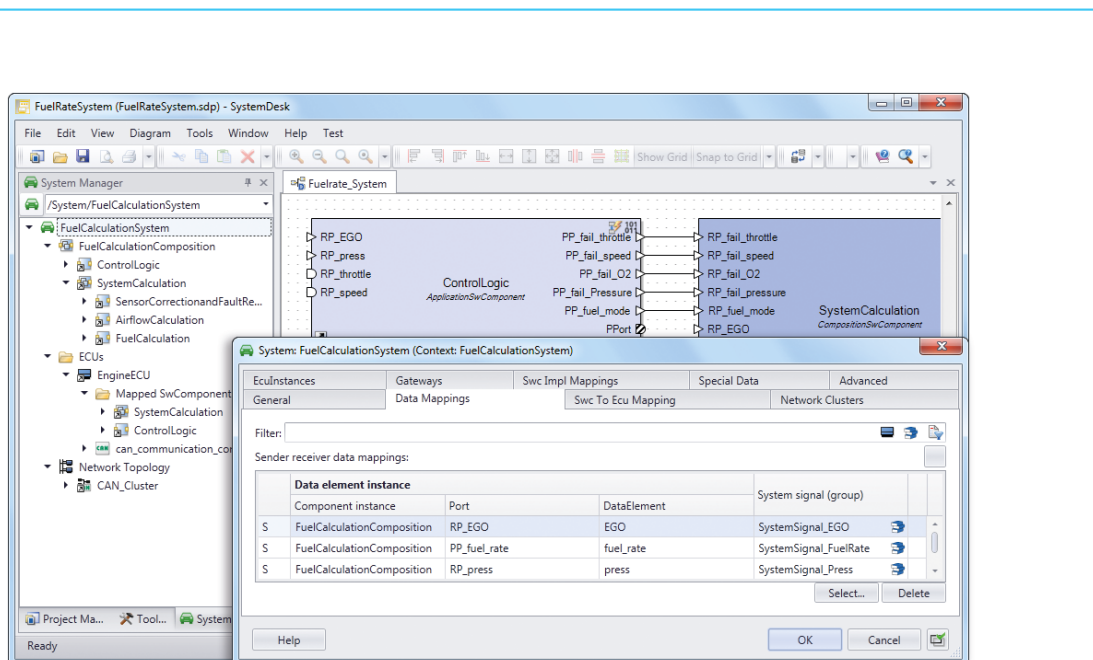 FuelRateSystem (FuelRateSystem.sdp) - SystemDesk
File Edit View Diagram Tools Window Help Test
Show Grid Snap to Grid
System Manager
Fuelrate_System
/System/FuelCalculationSystem
FuelCalculationSystem
FuelCalculationComposition
ControlLogic
SystemCalculation
SensorCorrectionandFaultRe...
AirflowCalculation
FuelCalculation
ECUs
EngineECU
Mapped SwComponent
SystemCalculation
ControlLogic
CAN can_communication_cor
Network Topology
CAN_Cluster
RP_EGO
RP_press
RP_throttle
RP_speed
ControlLogic
ApplicationSwComponent
PP_fail_throttle
PP_fail_speed
PP_fail_O2
PP_fail_Pressure
PP_fuel_mode
PPort
RP_fail_throttle
RP_fail_speed
RP_fail_O2
RP_fail_pressure
RP_fuel_mode
RP_EGO
SystemCalculation
CompositionSwComponent
System: FuelCalculationSystem (Context: FuelCalculationSystem)
EcuInstances Gateways Swc Impl Mappings Special Data Advanced
General Data Mappings Swc To Ecu Mapping Network Clusters
Filter:
Sender receiver data mappings:
Data element instance System signal (group)
Component instance Port DataElement
S FuelCalculationComposition RP_EGO EGO SystemSignal_EGO
S FuelCalculationComposition PP_fuel_rate fuel_rate SystemSignal_FuelRate
S FuelCalculationComposition RP_press press SystemSignal_Press
Select... Delete
Help OK Cancel
Project Ma... Tool... System
Ready